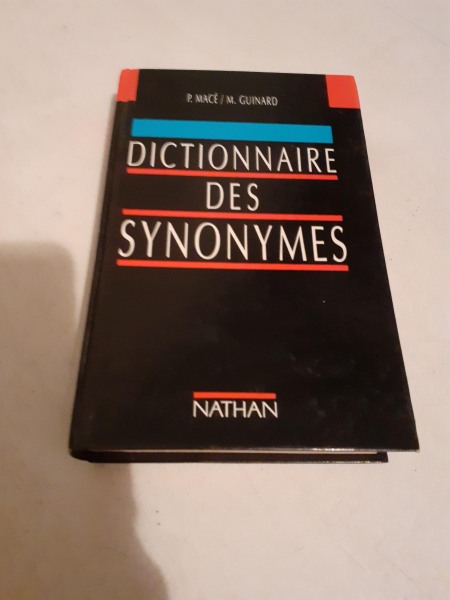 P. MACÉ / M. GUINARD
DICTIONNAIRE
DES
SYNONYMES
NATHAN